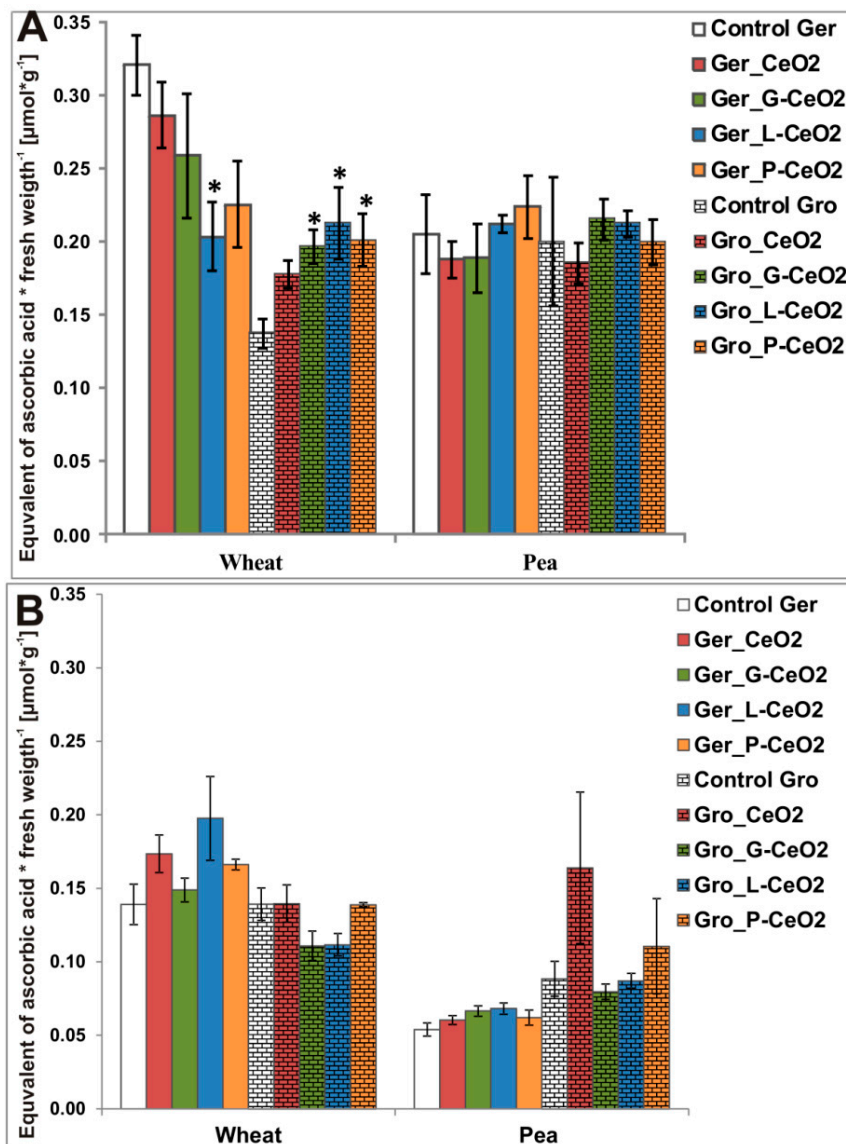 A
Equvalent of ascorbic acid * fresh weigth⁻¹ [µmol*g⁻¹]
0.35
0.30
0.25
0.20
0.15
0.10
0.05
0.00
*
*
*
*
Wheat
Pea
Control Ger
Ger_CeO2
Ger_G-CeO2
Ger_L-CeO2
Ger_P-CeO2
Control Gro
Gro_CeO2
Gro_G-CeO2
Gro_L-CeO2
Gro_P-CeO2
B
Equvalent of ascorbic acid * fresh weigth⁻¹ [µmol*g⁻¹]
0.35
0.30
0.25
0.20
0.15
0.10
0.05
0.00
Wheat
Pea
Control Ger
Ger_CeO2
Ger_G-CeO2
Ger_L-CeO2
Ger_P-CeO2
Control Gro
Gro_CeO2
Gro_G-CeO2
Gro_L-CeO2
Gro_P-CeO2